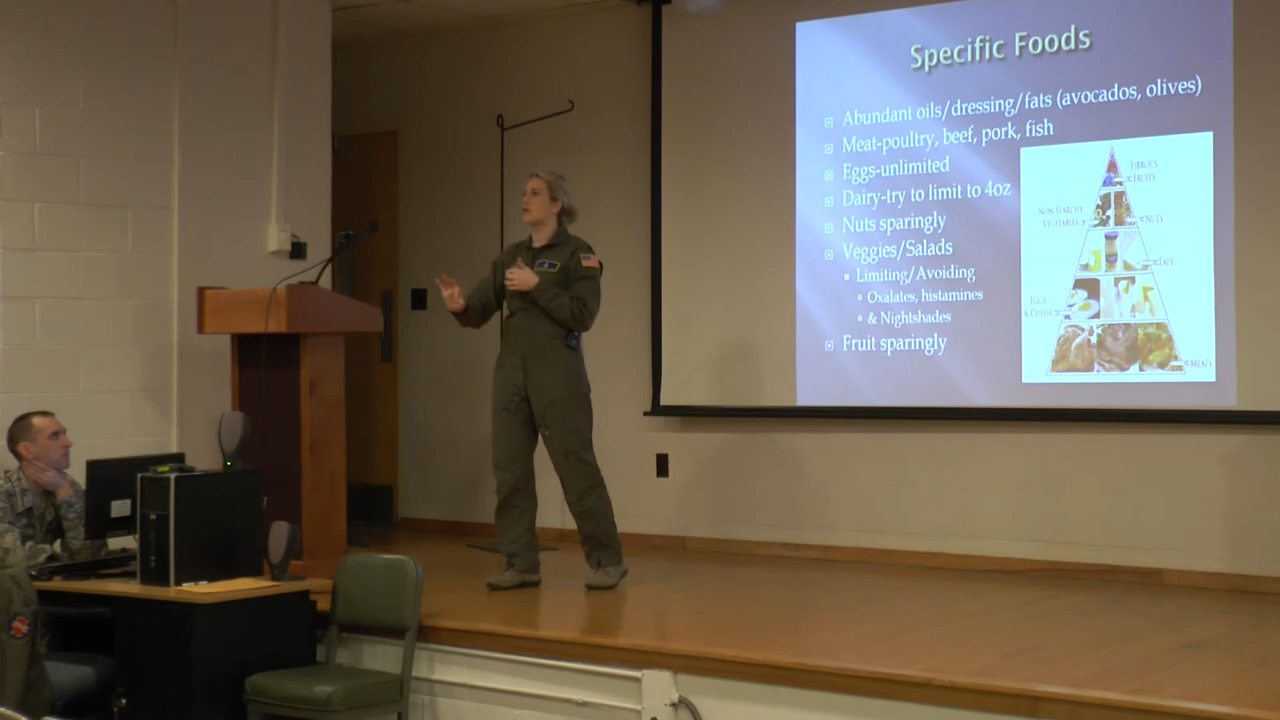 Specific Foods
Abundant oils/dressing/fats (avocados, olives)
Meat-poultry, beef, pork, fish
Eggs-unlimited
Dairy-try to limit to 4oz
Nuts sparingly
Veggies/Salads
Limiting/Avoiding
Oxalates, histamines
& Nightshades
Fruit sparingly
FIBROUS
FRUITS
NON-STARCHY
VEGETABLES
NUTS
FATS
EGGS
& CHEESE
MEATS